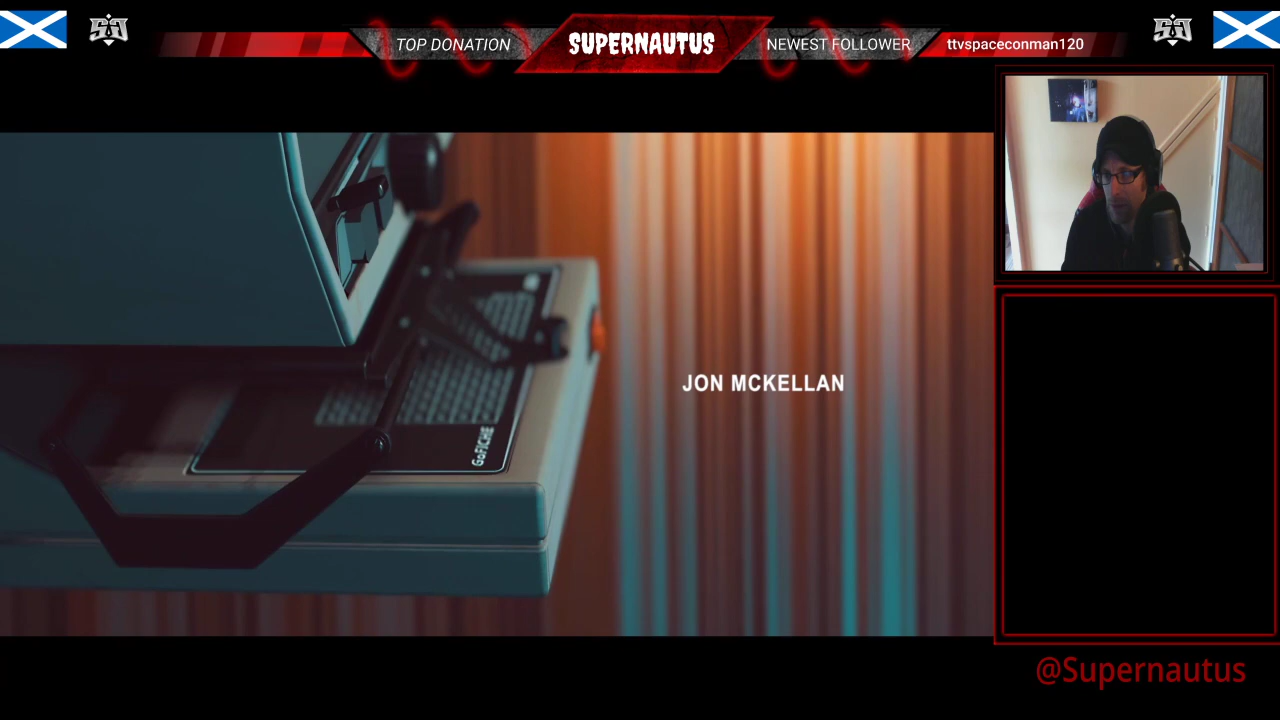 TOP DONATION
SUPERNAUTUS
NEWEST FOLLOWER
ttvspaceconman120
JON MCKELLAN
GoFICHE
@Supernautus